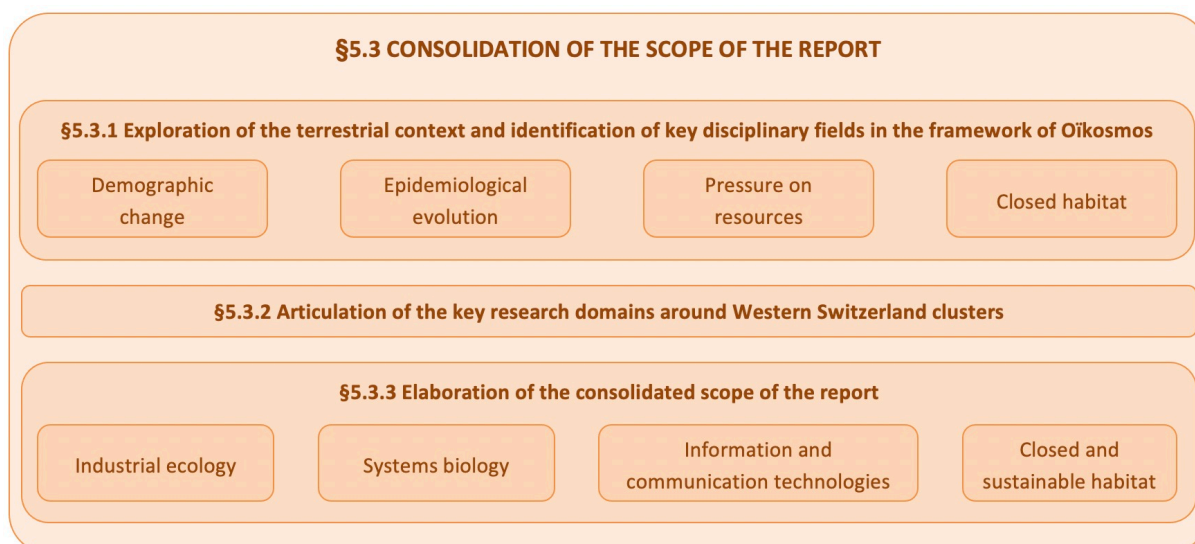 §5.3 CONSOLIDATION OF THE SCOPE OF THE REPORT
§5.3.1 Exploration of the terrestrial context and identification of key disciplinary fields in the framework of Oïkosmos
Demographic
change
Epidemiological
evolution
Pressure on
resources
Closed habitat
§5.3.2 Articulation of the key research domains around Western Switzerland clusters
§5.3.3 Elaboration of the consolidated scope of the report
Industrial ecology
Systems biology
Information and
communication technologies
Closed and
sustainable habitat